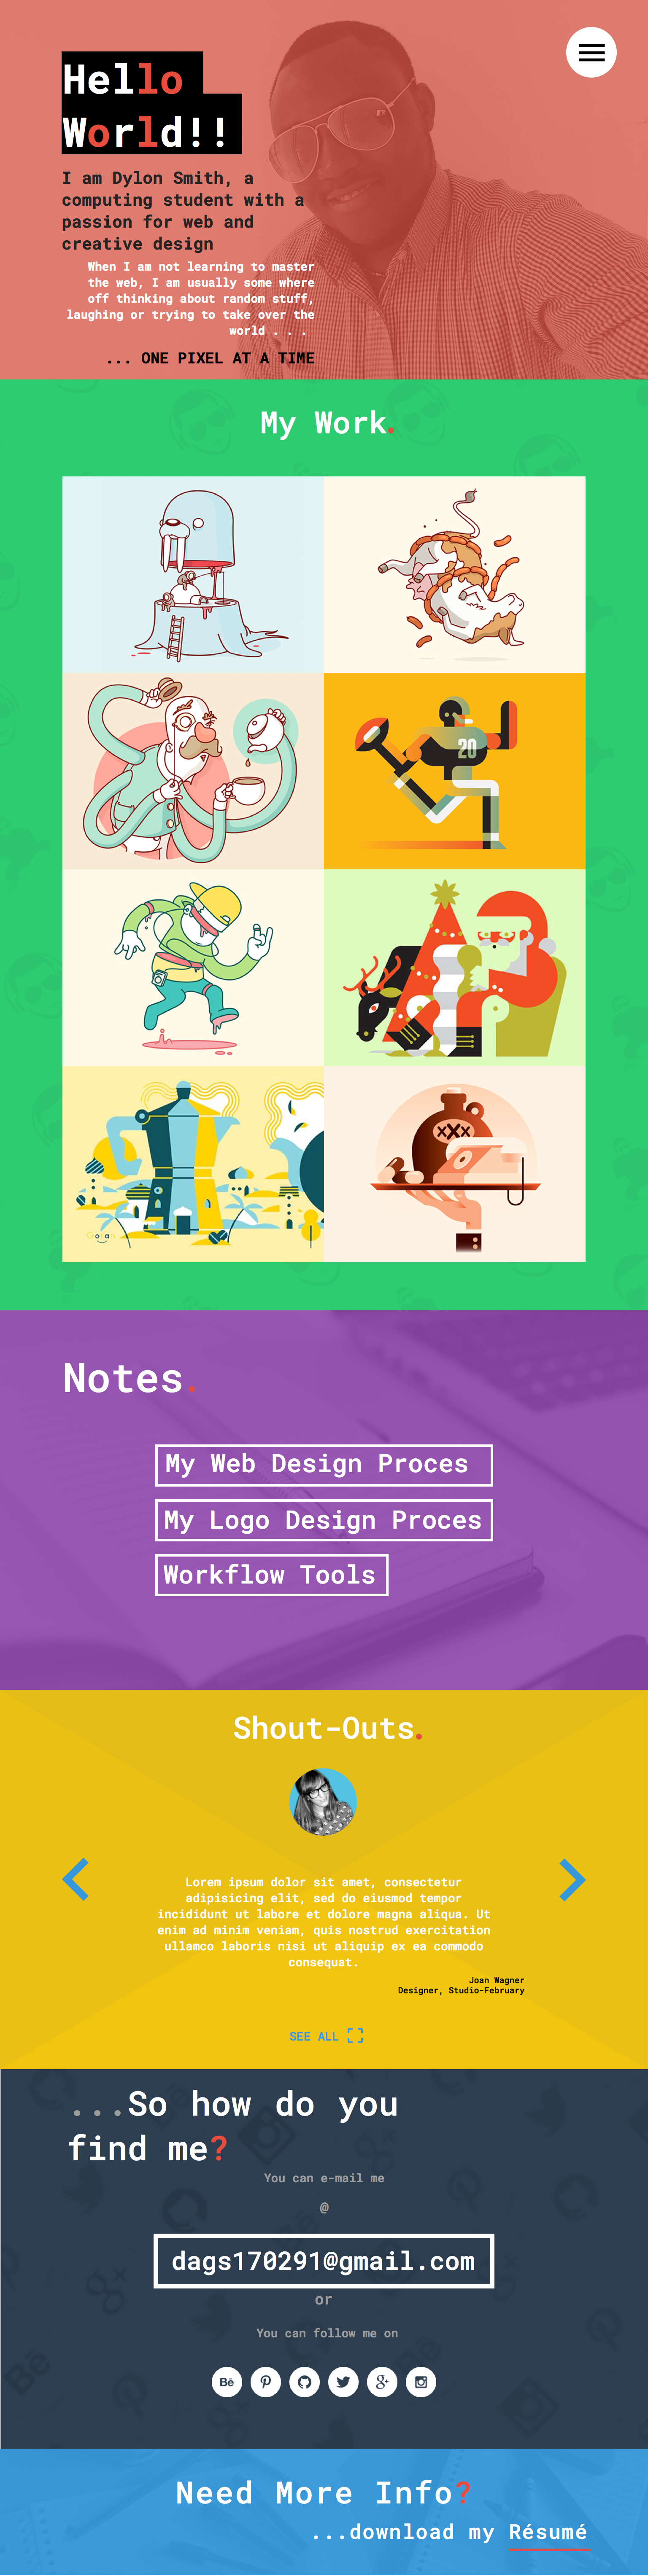 Hello
World!!
I am Dylon Smith, a
computing student with a
passion for web and
creative design
When I am not learning to master
the web, I am usually some where
off thinking about random stuff,
laughing or trying to take over the
world . . .
... ONE PIXEL AT A TIME
My Work.
20
XXX
Notes.
My Web Design Proces
My Logo Design Proces
Workflow Tools
Shout-Outs.
Lorem ipsum dolor sit amet, consectetur
adipisicing elit, sed do eiusmod tempor
incididunt ut labore et dolore magna aliqua. Ut
enim ad minim veniam, quis nostrud exercitation
ullamco laboris nisi ut aliquip ex ea commodo
consequat.
Joan Wagner
Designer, Studio-February
SEE ALL
...So how do you
find me?
You can e-mail me
@
dags170291@gmail.com
or
You can follow me on
Bē g+
Need More Info?
...download my Résumé